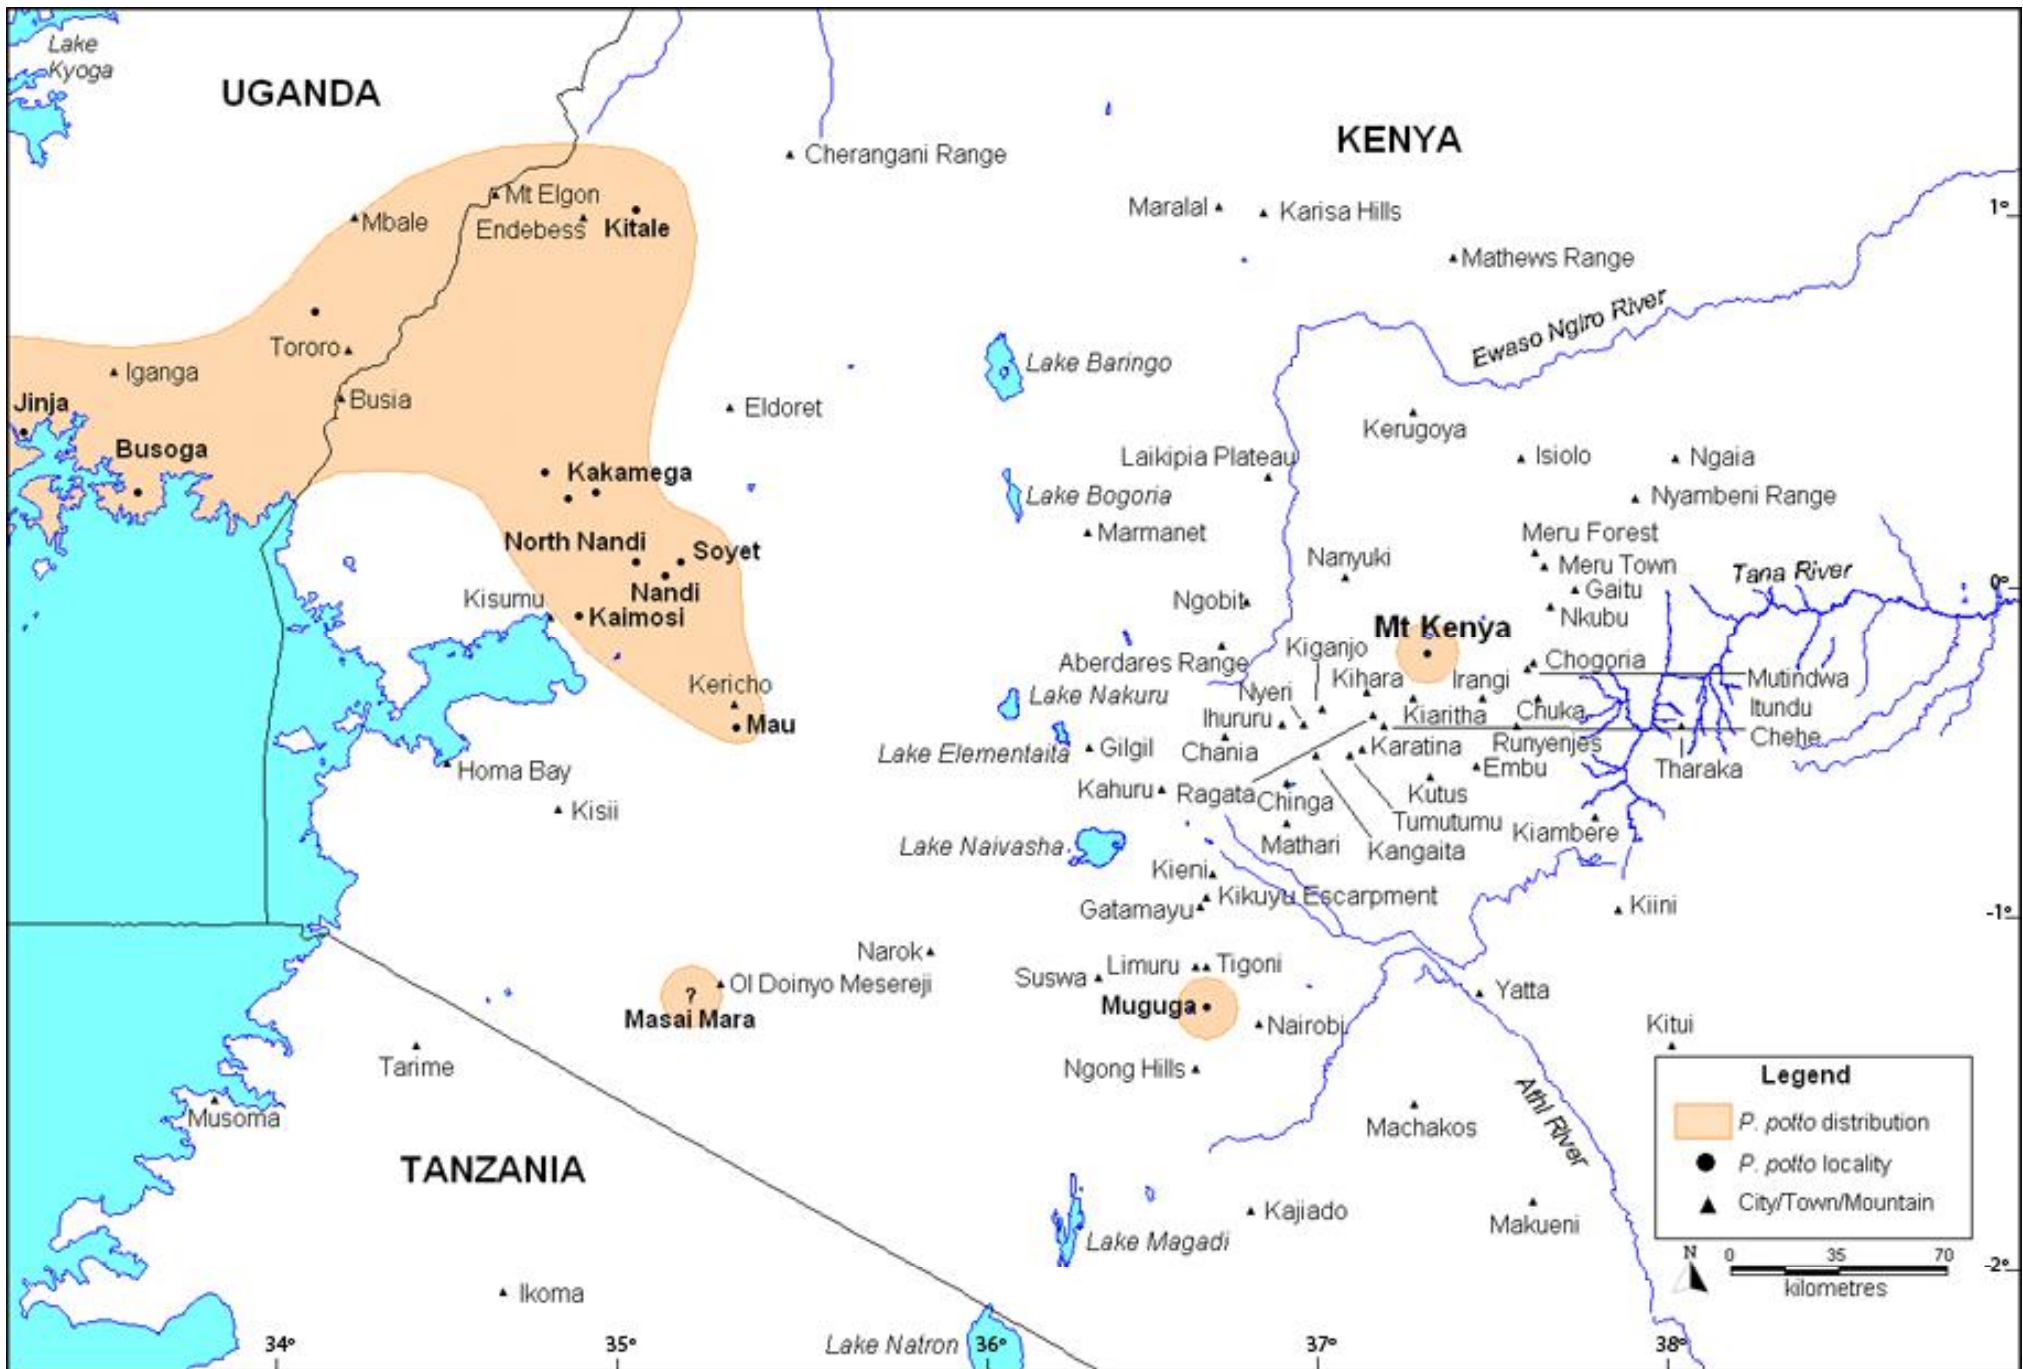 Lake
Kyoga
UGANDA
KENYA
Cherangani Range
Mt Elgon
Mbale
Endebess
Kitale
Maralal
Karisa Hills
1°
Mathews Range
Ewaso Ngiro River
Tororo
Iganga
Lake Baringo
Jinja
Busia
Eldoret
Kerugoya
Busoga
Kakamega
Laikipia Plateau
Isiolo
Ngaia
Lake Bogoria
Nyambeni Range
Marmanet
Meru Forest
North Nandi
Soyet
Nanyuki
Meru Town
Tana River
0°
Nandi
Gaitu
Kisumu
Kaimosi
Ngobit
Nkubu
Mt Kenya
Kiganjo
Aberdares Range
Chogoria
Kericho
Lake Nakuru
Nyeri
Kihara
Irangi
Mutindwa
Mau
Ihururu
Kiaritha
Chuka
Itundu
Lake Elementaita
Gilgil
Chania
Karatina
Runyenjes
Chehe
Homa Bay
Embu
Tharaka
Kahuru
Ragata
Chinga
Kutus
Kisii
Tumutumu
Kiambere
Lake Naivasha
Mathari
Kangaita
Kieni
Kikuyu Escarpment
Gatamayu
Kiini
-1°
Narok
Limuru
Tigoni
Suswa
Ol Doinyo Mesereji
?
Masai Mara
Muguga
Yatta
Nairobi
Kitui
Tarime
Ngong Hills
Legend
P. potto distribution
P. potto locality
City/Town/Mountain
Athi River
Musoma
Machakos
TANZANIA
Kajiado
Makueni
Lake Magadi
N
0 35 70
kilometres
-2°
Ikoma
Lake Natron
34°
35°
36°
37°
38°